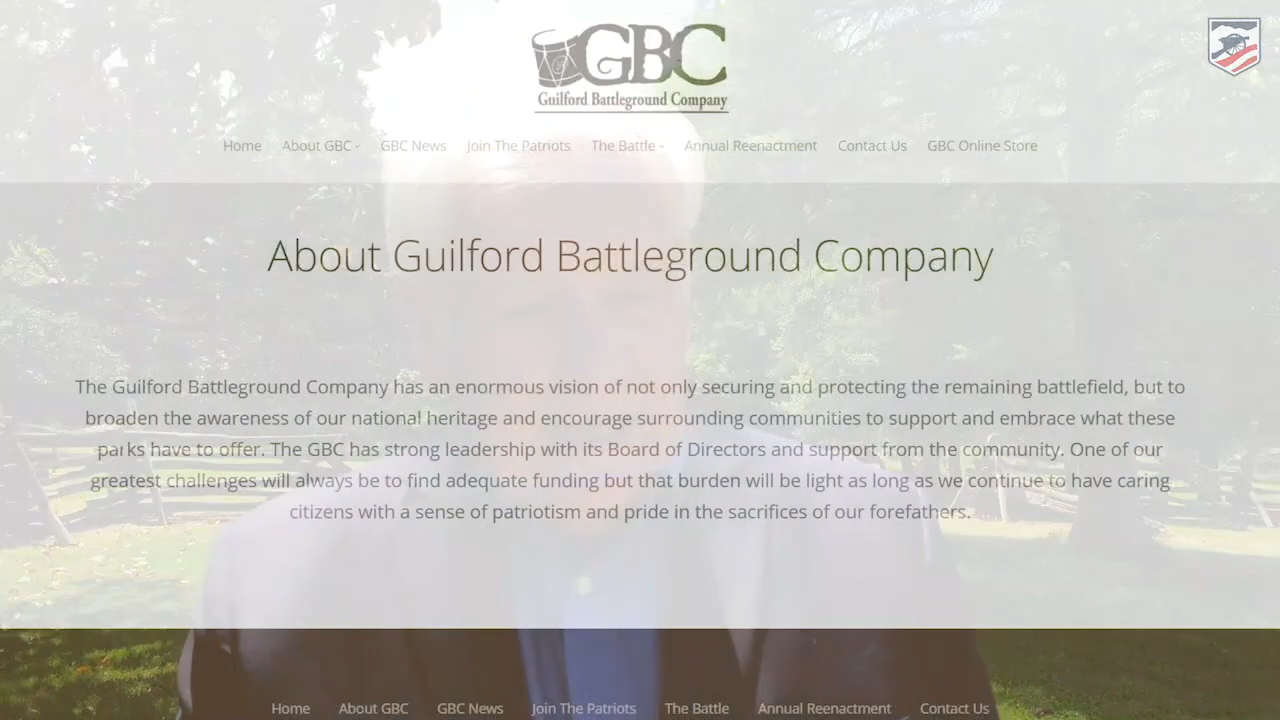 GBC
Guilford Battleground Company
Home About GBC GBC News Join The Patriots The Battle Annual Reenactment Contact Us GBC Online Store
About Guilford Battleground Company
The Guilford Battleground Company has an enormous vision of not only securing and protecting the remaining battlefield, but to
broaden the awareness of our national heritage and encourage surrounding communities to support and embrace what these
parks have to offer. The GBC has strong leadership with its Board of Directors and support from the community. One of our
greatest challenges will always be to find adequate funding but that burden will be light as long as we continue to have caring
citizens with a sense of patriotism and pride in the sacrifices of our forefathers.
Home About GBC GBC News Join The Patriots The Battle Annual Reenactment Contact Us